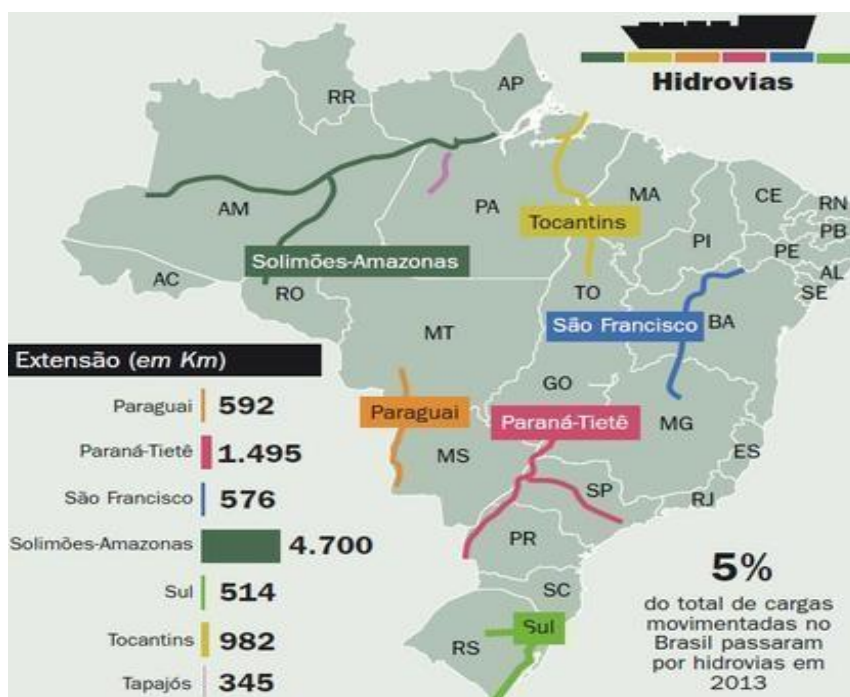 Hidrovias
RR
AP
AM
PA
MA
CE
RN
PB
PE
AL
SE
PI
Tocantins
Solimões-Amazonas
AC
RO
TO
MT
São Francisco
BA
GO
Paraguai
Paraná-Tietê
MG
ES
MS
SP
RJ
PR
SC
RS
Sul
Extensão (em Km)
Paraguai 592
Paraná-Tietê 1.495
São Francisco 576
Solimões-Amazonas 4.700
Sul 514
Tocantins 982
Tapajós 345
5%
do total de cargas
movimentadas no
Brasil passaram
por hidrovias em
2013